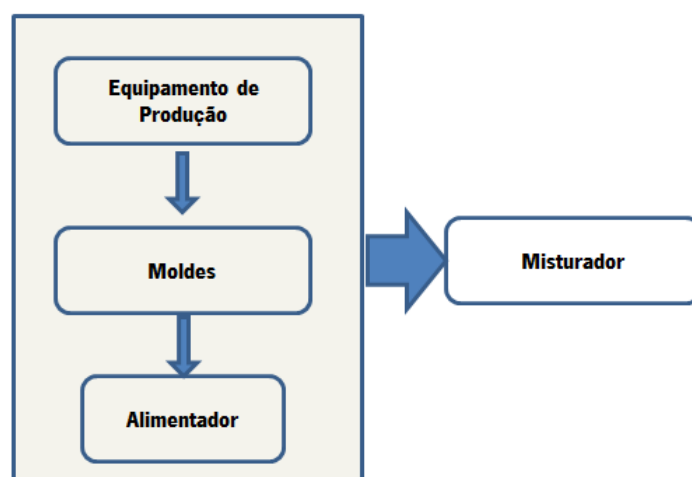 Equipamento de
Produção
Moldes
Misturador
Alimentador